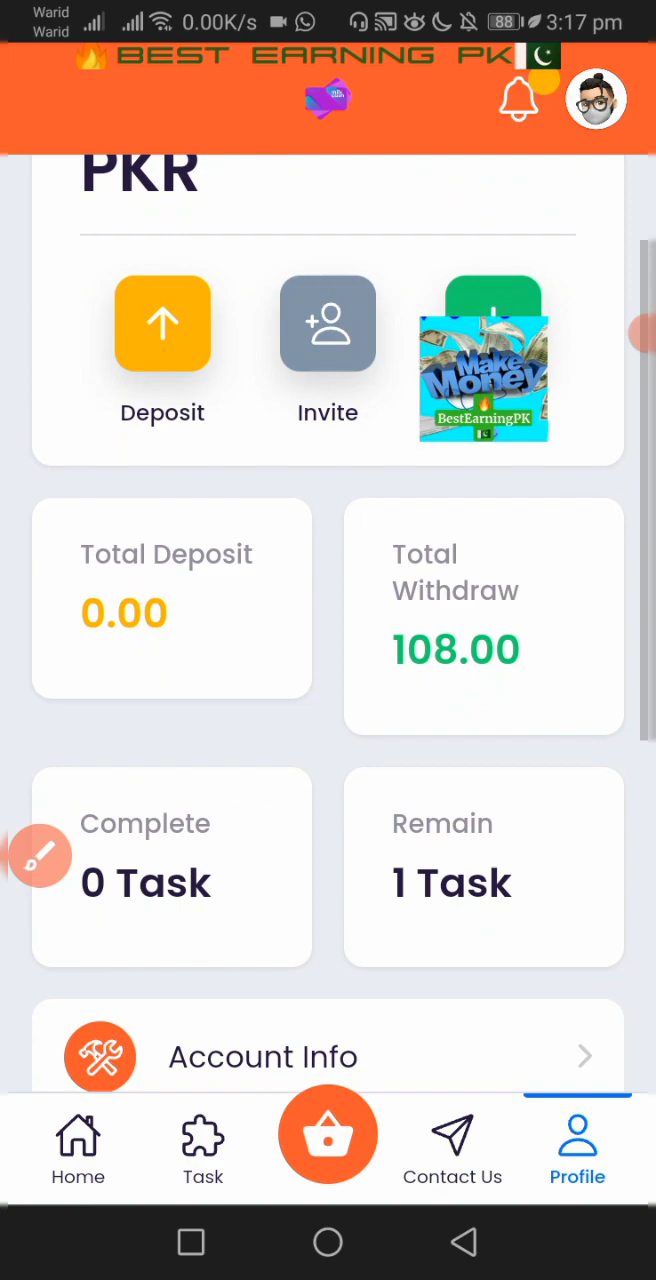 Warid
Warid
0.00K/s
88
3:17 pm
BEST EARNING PK
PKR
Deposit
Invite
Make
Money
BestEarningPK
Total Deposit
0.00
Total
Withdraw
108.00
Complete
0 Task
Remain
1 Task
Account Info
Home
Task
Contact Us
Profile